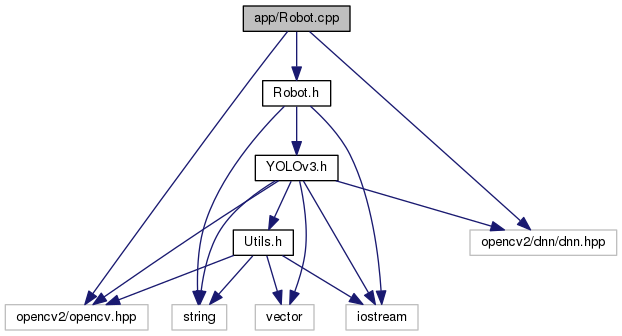 app/Robot.cpp
Robot.h
YOLOv3.h
Utils.h
opencv2/dnn/dnn.hpp
opencv2/opencv.hpp
string
vector
iostream